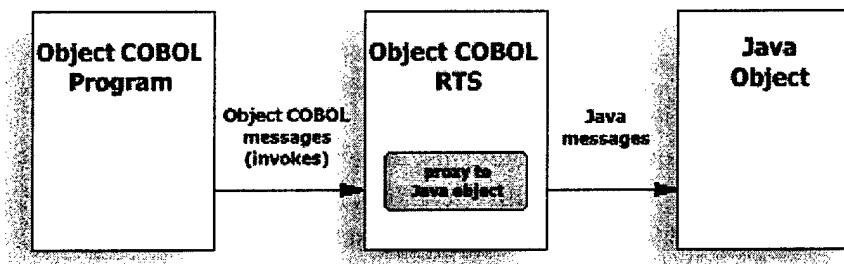 Object COBOL
Program
Object COBOL
messages
(invokes)
Object COBOL
RTS
proxy to
Java object
Java
messages
Java
Object